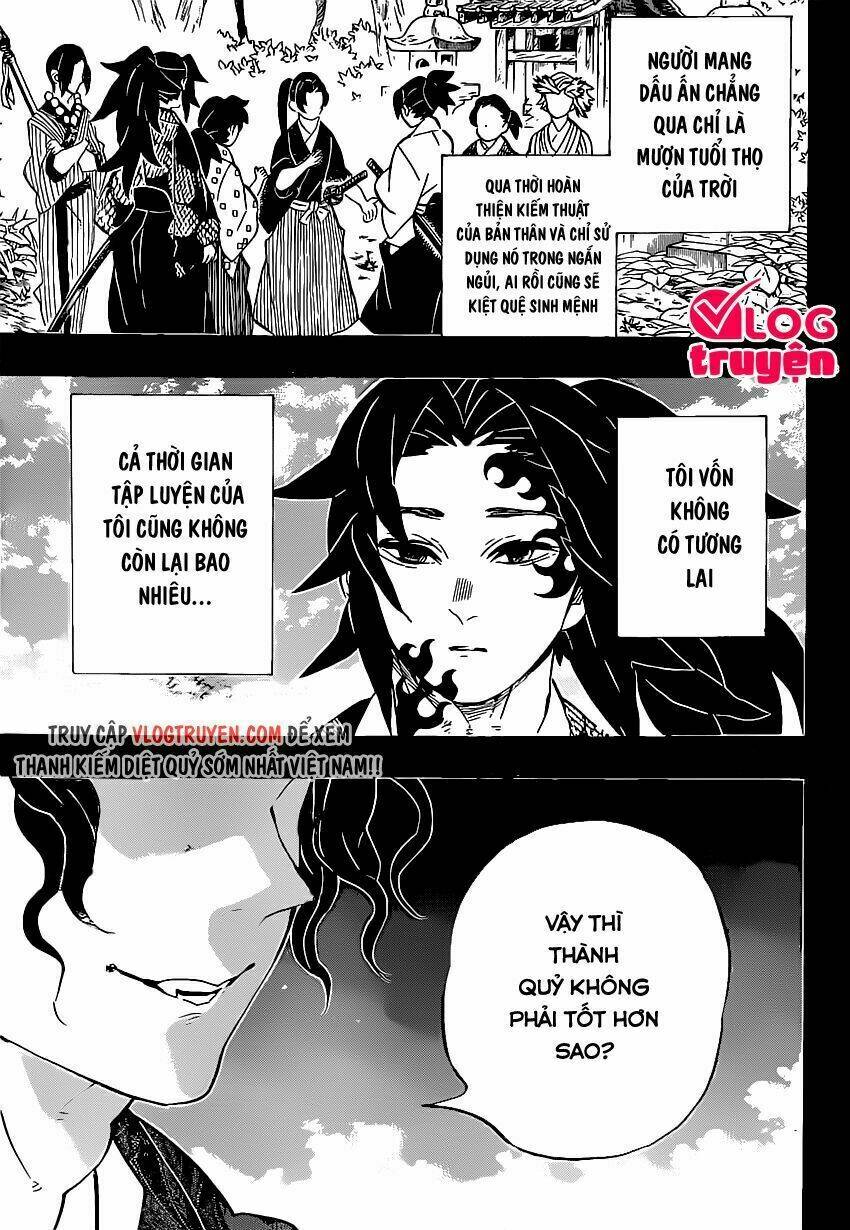 NGƯỜI MANG
DẤU ẤN CHẲNG
QUA CHỈ LÀ
MƯỢN TUỔI THỌ
CỦA TRỜI
QUA THỜI HOÀN
THIỆN KIẾM THUẬT
CỦA BẢN THÂN VÀ CHỈ SỬ
DỤNG NÓ TRONG NGẮN
NGỦI, AI RỒI CŨNG SẼ
KIỆT QUỆ SINH MỆNH
VLOG
truyện
TÔI VỐN
KHÔNG
CÓ TƯƠNG
LAI
CẢ THỜI GIAN
TẬP LUYỆN CỦA
TÔI CŨNG KHÔNG
CÒN LẠI BAO
NHIÊU...
TRUY CẬP VLOGTRUYEN.COM ĐỂ XEM
THANH KIẾM DIỆT QUỶ SỚM NHẤT VIỆT NAM!!
VẬY THÌ
THÀNH
QUỶ KHÔNG
PHẢI TỐT HƠN
SAO?